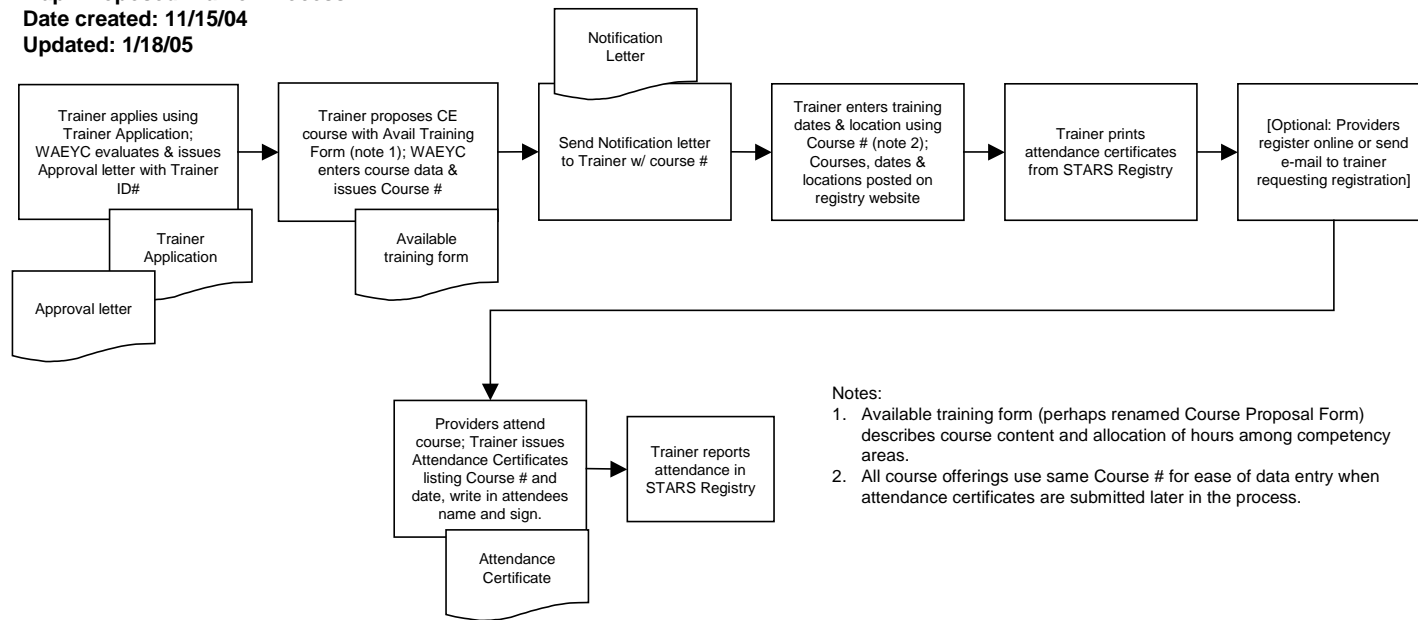 Date created: 11/15/04
Updated: 1/18/05
Notification
Letter
Trainer applies using
Trainer Application;
WAEYC evaluates & issues
Approval letter with Trainer
ID#
Trainer
Application
Approval letter
Trainer proposes CE
course with Avail Training
Form (note 1); WAEYC
enters course data &
issues Course #
Available
training form
Send Notification letter
to Trainer w/ course #
Trainer enters training
dates & location using
Course # (note 2);
Courses, dates &
locations posted on
registry website
Trainer prints
attendance certificates
from STARS Registry
[Optional: Providers
register online or send
e-mail to trainer
requesting registration]
Providers attend
course; Trainer issues
Attendance Certificates
listing Course # and
date, write in attendees
name and sign.
Attendance
Certificate
Trainer reports
attendance in
STARS Registry
Notes:
1. Available training form (perhaps renamed Course Proposal Form)
describes course content and allocation of hours among competency
areas.
2. All course offerings use same Course # for ease of data entry when
attendance certificates are submitted later in the process.